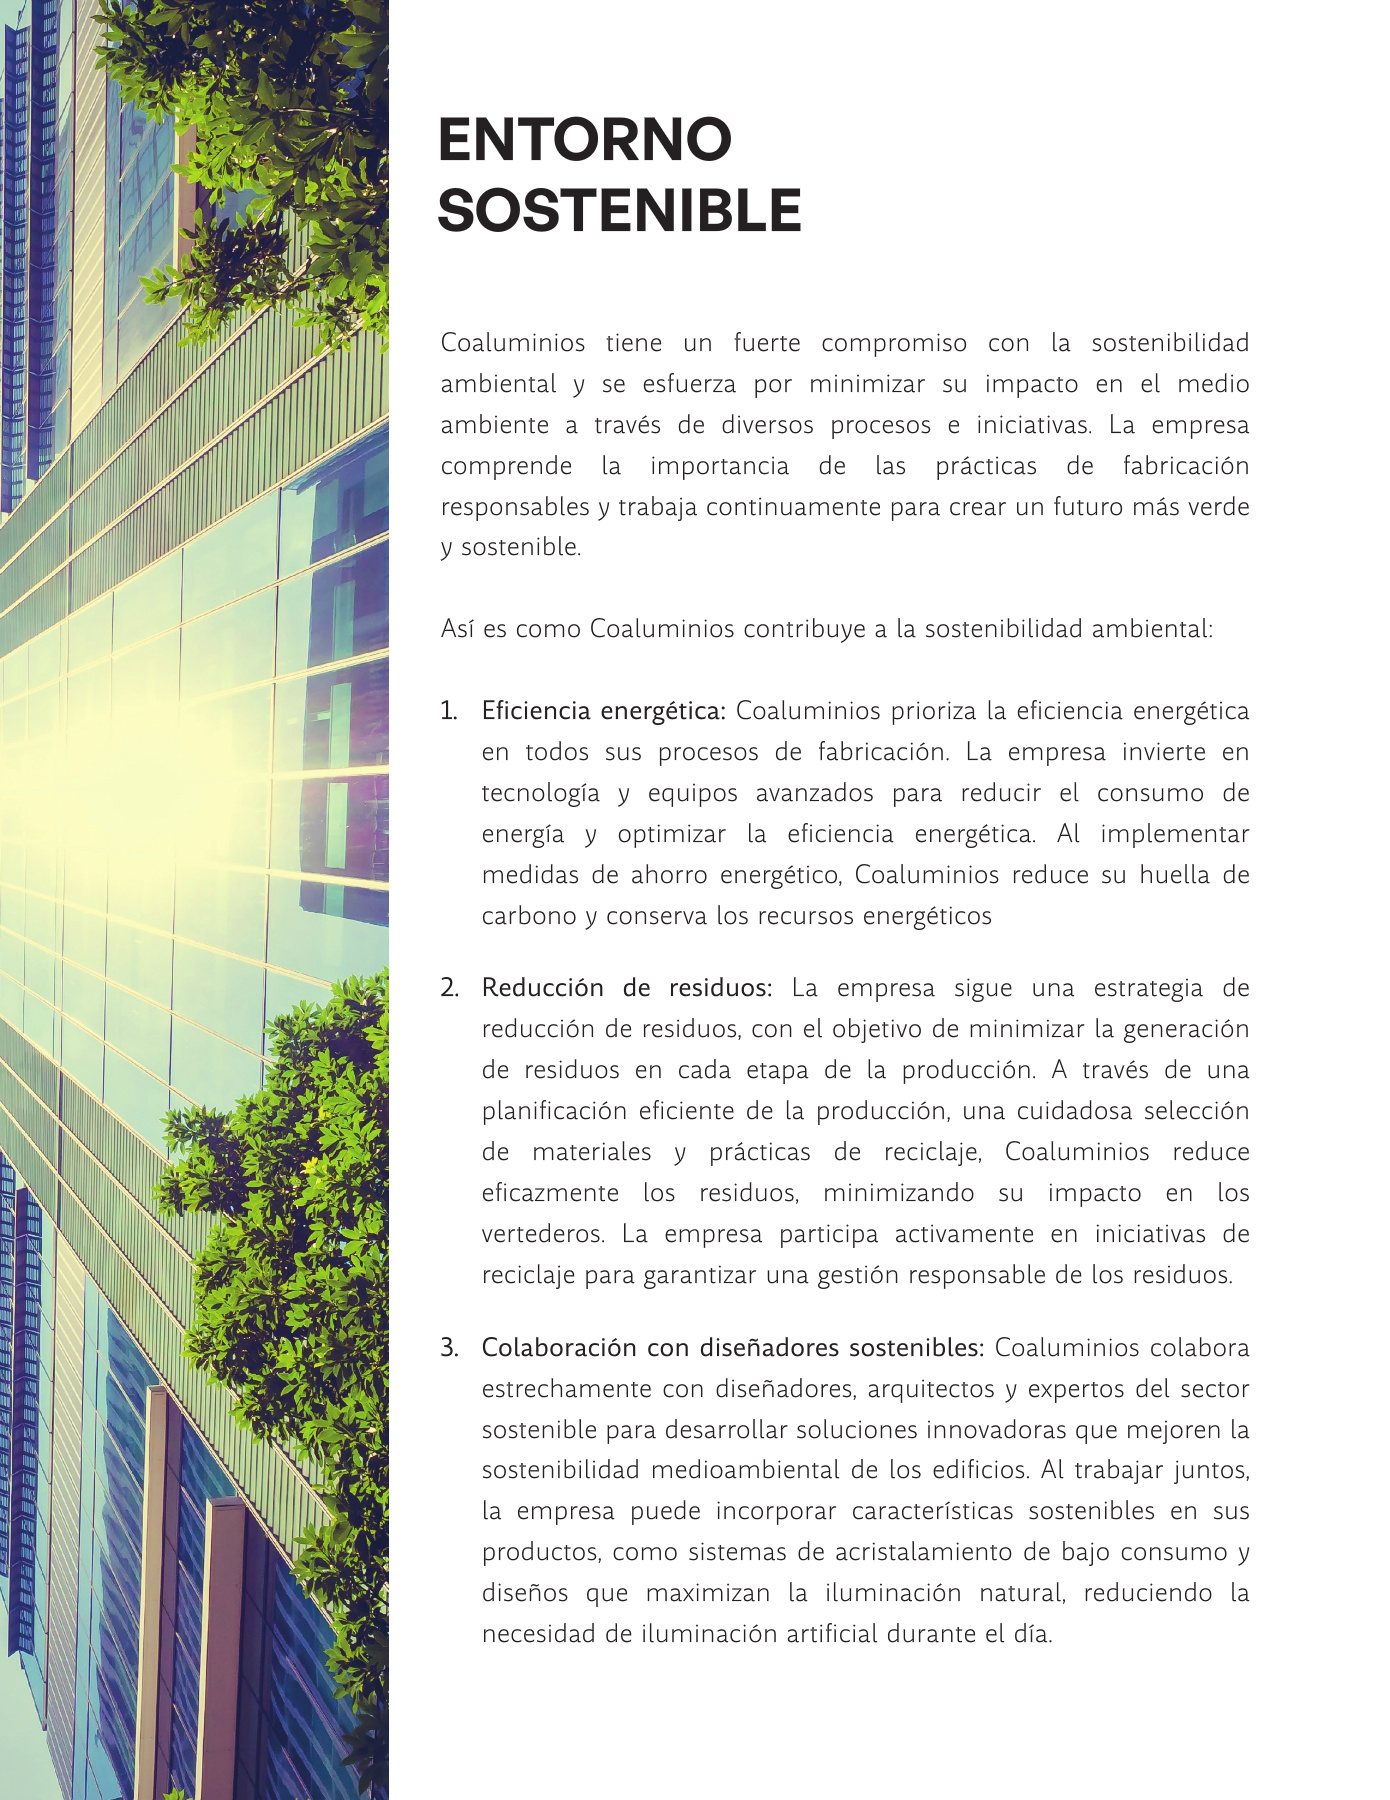 ENTORNO
SOSTENIBLE
Coaluminios tiene un fuerte compromiso con la sostenibilidad
ambiental y se esfuerza por minimizar su impacto en el medio
ambiente a través de diversos procesos e iniciativas. La empresa
comprende la importancia de las prácticas de fabricación
responsables y trabaja continuamente para crear un futuro más verde
y sostenible.
Así es como Coaluminios contribuye a la sostenibilidad ambiental:
1. Eficiencia energética: Coaluminios prioriza la eficiencia energética
en todos sus procesos de fabricación. La empresa invierte en
tecnología y equipos avanzados para reducir el consumo de
energía y optimizar la eficiencia energética. Al implementar
medidas de ahorro energético, Coaluminios reduce su huella de
carbono y conserva los recursos energéticos
2. Reducción de residuos: La empresa sigue una estrategia de
reducción de residuos, con el objetivo de minimizar la generación
de residuos en cada etapa de la producción. A través de una
planificación eficiente de la producción, una cuidadosa selección
de materiales y prácticas de reciclaje, Coaluminios reduce
eficazmente los residuos, minimizando su impacto en los
vertederos. La empresa participa activamente en iniciativas de
reciclaje para garantizar una gestión responsable de los residuos.
3. Colaboración con diseñadores sostenibles: Coaluminios colabora
estrechamente con diseñadores, arquitectos y expertos del sector
sostenible para desarrollar soluciones innovadoras que mejoren la
sostenibilidad medioambiental de los edificios. Al trabajar juntos,
la empresa puede incorporar características sostenibles en sus
productos, como sistemas de acristalamiento de bajo consumo y
diseños que maximizan la iluminación natural, reduciendo la
necesidad de iluminación artificial durante el día.